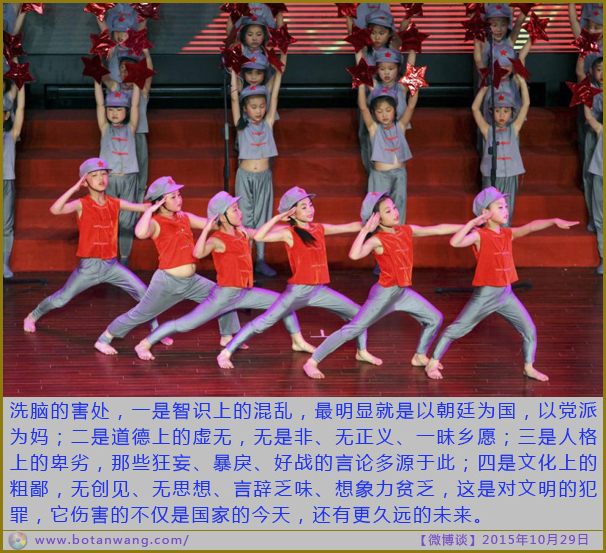 洗脑的害处，一是智识上的混乱，最明显就是以朝廷为国，以党派
为妈；二是道德上的虚无，无是非、无正义、一昧乡愿；三是人格
上的卑劣，那些狂妄、暴戾、好战的言论多源于此；四是文化上的
粗鄙，无创见、无思想、言辞乏味、想象力贫乏，这是对文明的犯
罪，它伤害的不仅是国家的今天，还有更久远的未来。
www.botanwang.com/ 【微博谈】2015年10月29日